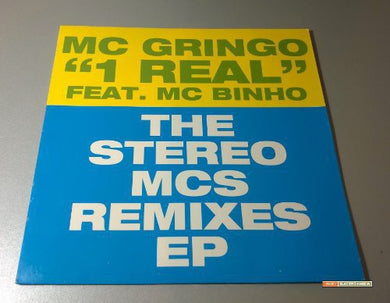 MC GRINGO
“1 REAL”
FEAT. MC BINHO
THE
STEREO
MCS
REMIXES
EP